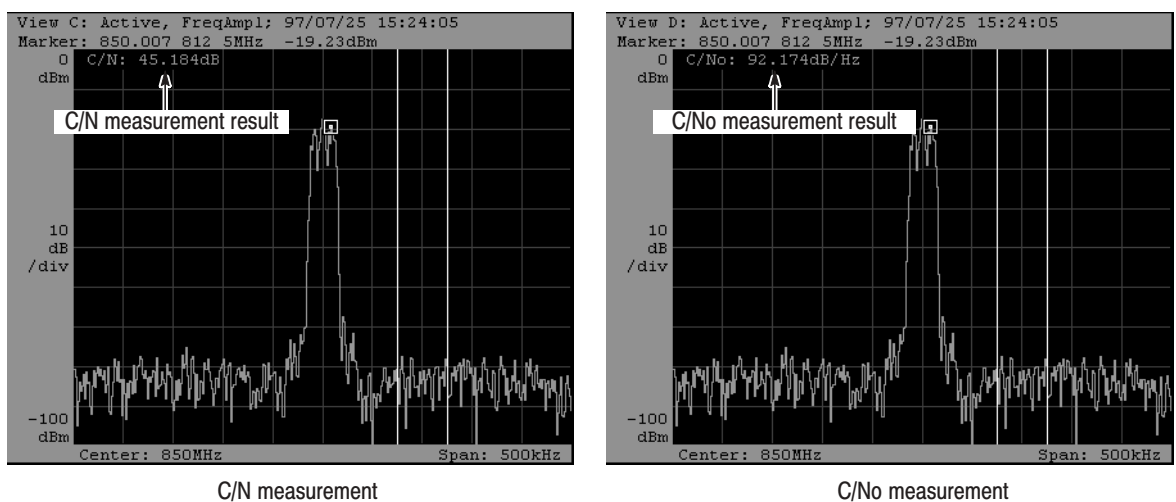 View C: Active, FreqAmpl; 97/07/25 15:24:05
Marker: 850.007 812 5MHz -19.23dBm
0
dBm
C/N: 45.184dB
C/N measurement result
10
dB
/div
-100
dBm
Center: 850MHz
Span: 500kHz
C/N measurement
View D: Active, FreqAmpl; 97/07/25 15:24:05
Marker: 850.007 812 5MHz -19.23dBm
0
dBm
C/No: 92.174dB/Hz
C/No measurement result
10
dB
/div
-100
dBm
Center: 850MHz
Span: 500kHz
C/No measurement